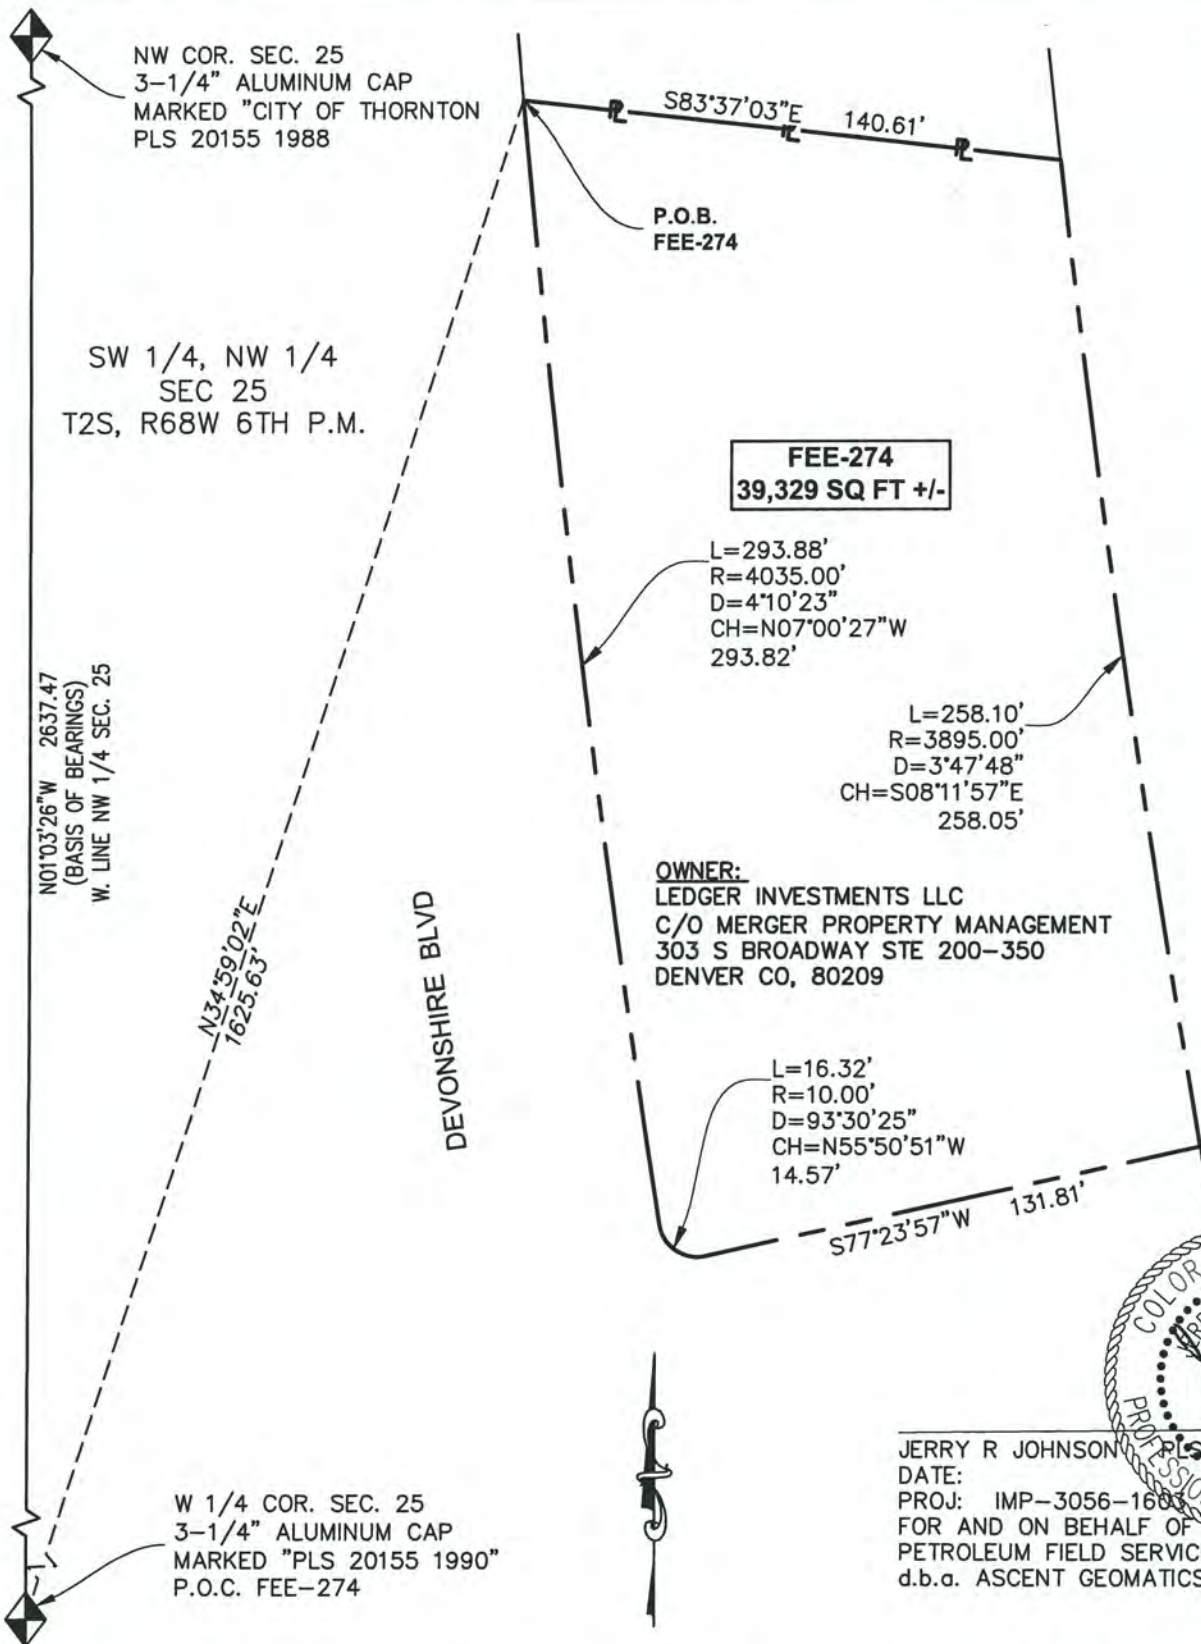 NW COR. SEC. 25
3-1/4" ALUMINUM CAP
MARKED "CITY OF THORNTON
PLS 20155 1988
S83°37'03"E 140.61'
P.O.B.
FEE-274
SW 1/4, NW 1/4
SEC 25
T2S, R68W 6TH P.M.
FEE-274
39,329 SQ FT +/-
L=293.88'
R=4035.00'
D=4°10'23"
CH=N07°00'27"W
293.82'
L=258.10'
R=3895.00'
D=3°47'48"
CH=S08°11'57"E
258.05'
N01°03'26"W 2637.47
(BASIS OF BEARINGS)
W. LINE NW 1/4 SEC. 25
N34°59'02"E
1625.63'
DEVONSHIRE BLVD
OWNER:
LEDGER INVESTMENTS LLC
C/O MERGER PROPERTY MANAGEMENT
303 S BROADWAY STE 200-350
DENVER CO, 80209
L=16.32'
R=10.00'
D=93°30'25"
CH=N55°50'51"W
14.57'
S77°23'57"W 131.81'
COLOR
PROFESSIO
JERRY R JOHNSON PLS
DATE:
PROJ: IMP-3056-1603
FOR AND ON BEHALF OF
PETROLEUM FIELD SERVIC
d.b.a. ASCENT GEOMATICS
W 1/4 COR. SEC. 25
3-1/4" ALUMINUM CAP
MARKED "PLS 20155 1990"
P.O.C. FEE-274